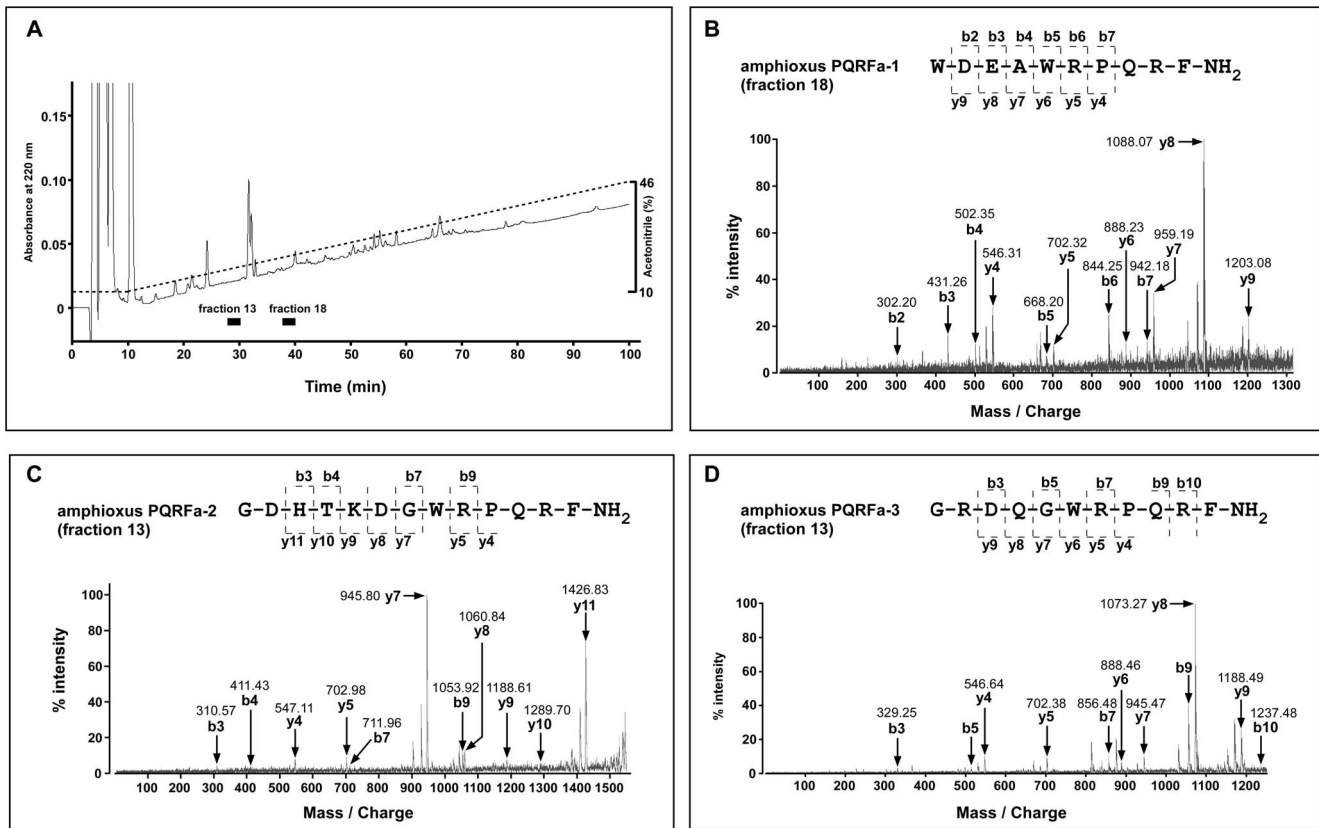 A
Absorbance at 220 nm
0.15
0.10
0.05
0
46
10
Acetonitrile (%)
fraction 13
fraction 18
0 10 20 30 40 50 60 70 80 90 100
Time (min)
B
b2 b3 b4 b5 b6 b7
amphioxus PQRFa-1
(fraction 18)
W-D-E-A-W-R-P-Q-R-F-NH2
y9 y8 y7 y6 y5 y4
% intensity
100
80
60
40
20
0
302.20
b2
431.26
b3
502.35
b4
546.31
y4
668.20
b5
702.32
y5
844.25
b6
888.23
y6
942.18
b7
959.19
y7
1088.07 y8
1203.08
y9
100 200 300 400 500 600 700 800 900 1000 1100 1200 1300
Mass / Charge
C
b3 b4 b7 b9
amphioxus PQRFa-2
(fraction 13)
G-D-H-T-K-D-G-W-R-P-Q-R-F-NH2
y11 y10 y9 y8 y7 y5 y4
% intensity
100
80
60
40
20
0
310.57
b3
411.43
b4
547.11
y4
702.98
y5
711.96
b7
945.80 y7
1053.92
b9
1060.84
y8
1188.61
y9
1289.70
y10
1426.83
y11
100 200 300 400 500 600 700 800 900 1000 1100 1200 1300 1400 1500
Mass / Charge
D
b3 b5 b7 b9 b10
amphioxus PQRFa-3
(fraction 13)
G-R-D-Q-G-W-R-P-Q-R-F-NH2
y9 y8 y7 y6 y5 y4
% intensity
100
80
60
40
20
0
329.25
b3
b5
546.64
y4
702.38
y5
856.48
b7
888.46
y6
945.47
y7
1073.27
y8
b9
1188.49
y9
1237.48
b10
100 200 300 400 500 600 700 800 900 1000 1100 1200
Mass / Charge